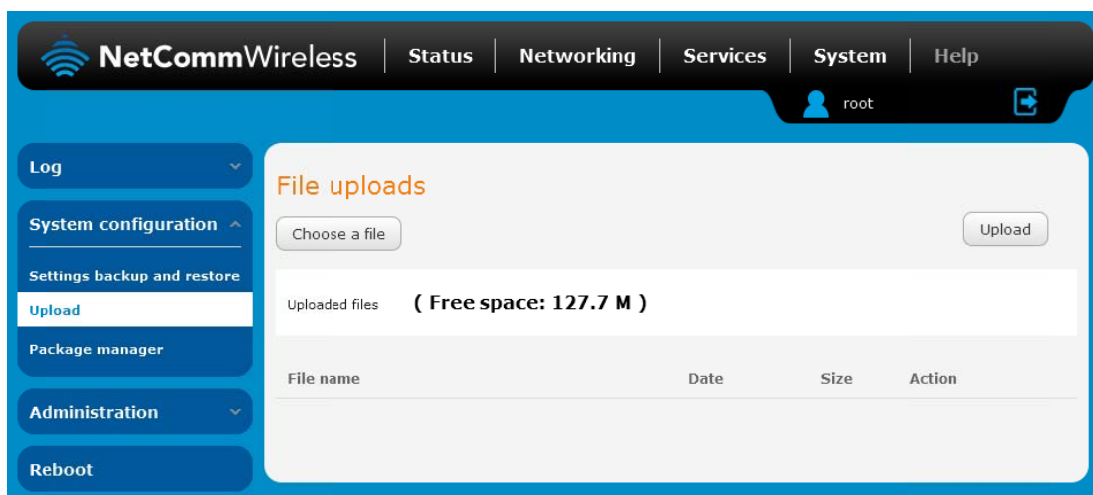 NetCommWireless
Status
Networking
Services
System
Help
root
Log
System configuration
Settings backup and restore
Upload
Package manager
Administration
Reboot
File uploads
Choose a file
Upload
Uploaded files ( Free space: 127.7 M )
File name Date Size Action